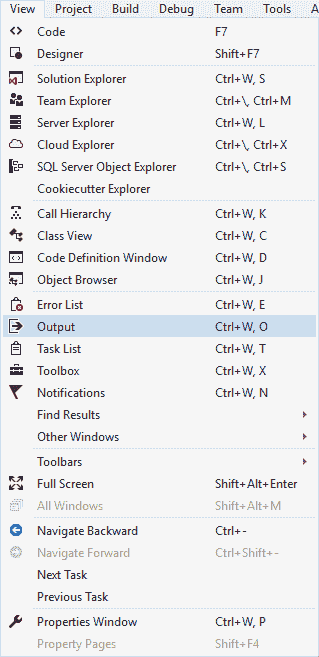 View Project Build Debug Team Tools A
Code F7
Designer Shift+F7
Solution Explorer Ctrl+W, S
Team Explorer Ctrl+\, Ctrl+M
Server Explorer Ctrl+W, L
Cloud Explorer Ctrl+\, Ctrl+X
SQL Server Object Explorer Ctrl+\, Ctrl+S
Cookiecutter Explorer
Call Hierarchy Ctrl+W, K
Class View Ctrl+W, C
Code Definition Window Ctrl+W, D
Object Browser Ctrl+W, J
Error List Ctrl+W, E
Output Ctrl+W, O
Task List Ctrl+W, T
Toolbox Ctrl+W, X
Notifications Ctrl+W, N
Find Results
Other Windows
Toolbars
Full Screen Shift+Alt+Enter
All Windows Shift+Alt+M
Navigate Backward Ctrl+-
Navigate Forward Ctrl+Shift+-
Next Task
Previous Task
Properties Window Ctrl+W, P
Property Pages Shift+F4